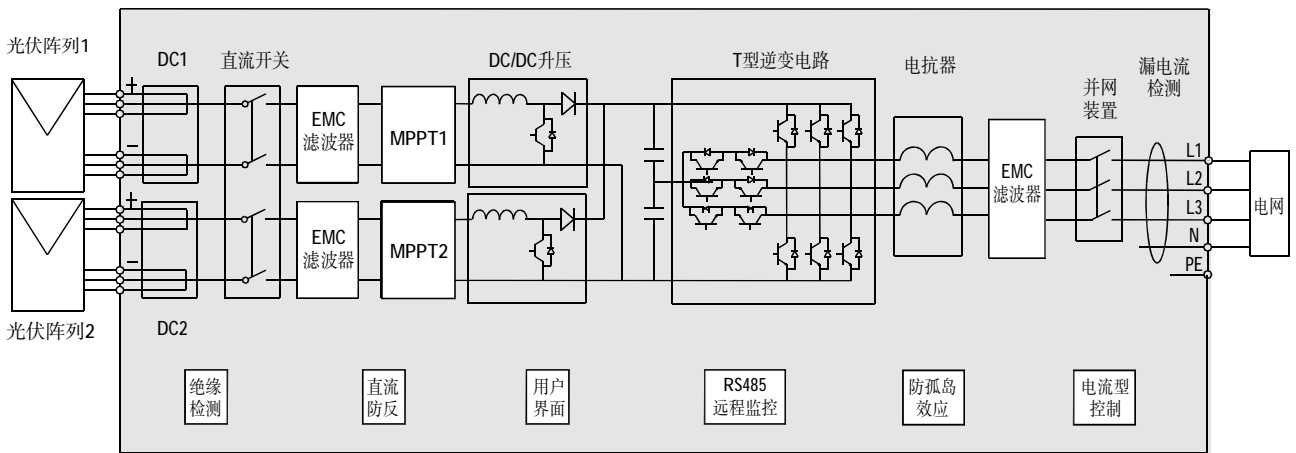 光伏阵列1
DC1
直流开关
DC/DC升压
T型逆变电路
电抗器
并网
装置
漏电流
检测
+
−
EMC
滤波器
MPPT1
EMC
滤波器
L1
L2
L3
N
PE
电网
+
−
EMC
滤波器
MPPT2
光伏阵列2
DC2
绝缘
检测
直流
防反
用户
界面
RS485
远程监控
防孤岛
效应
电流型
控制